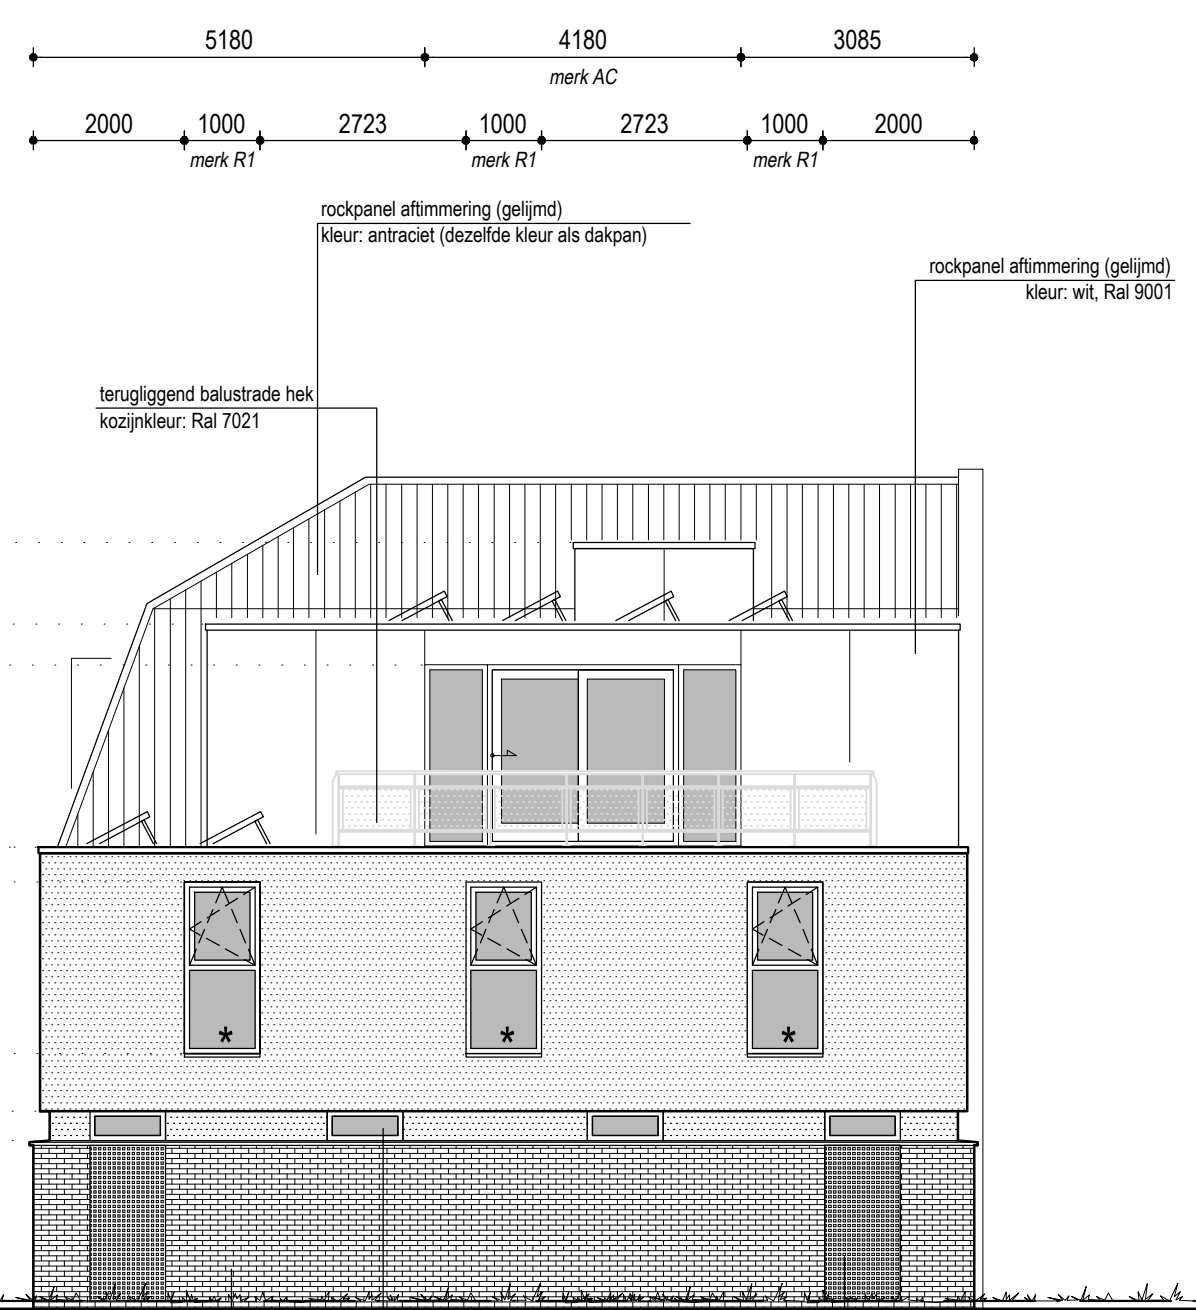 5180 4180 3085
merk AC
2000 1000 2723 1000 2723 1000 2000
merk R1 merk R1 merk R1
rockpanel aftimmering (gelijmd)
kleur: antraciet (dezelfde kleur als dakpan)
rockpanel aftimmering (gelijmd)
kleur: wit, Ral 9001
terugliggend balustrade hek
kozijnkleur: Ral 7021
* * *